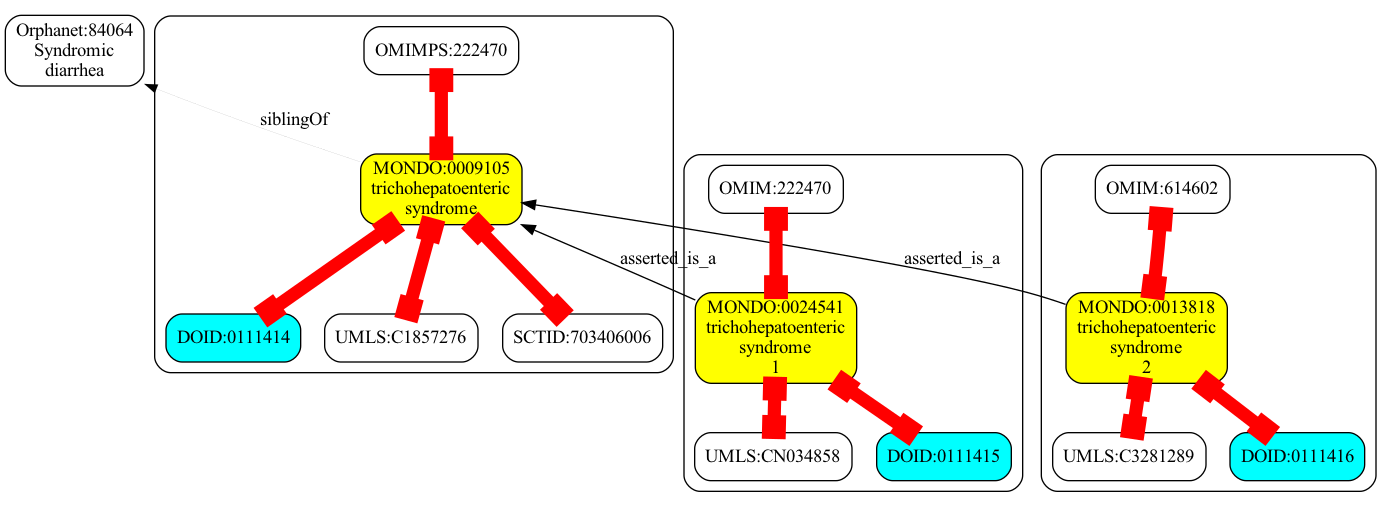 Orphanet:84064
Syndromic
diarrhea
OMIMPS:222470
siblingOf
MONDO:0009105
trichohepatoenteric
syndrome
DOID:0111414
UMLS:C1857276
SCTID:703406006
OMIM:222470
asserted_is_a
MONDO:0024541
trichohepatoenteric
syndrome
1
UMLS:CN034858
DOID:0111415
OMIM:614602
asserted_is_a
MONDO:0013818
trichohepatoenteric
syndrome
2
UMLS:C3281289
DOID:0111416